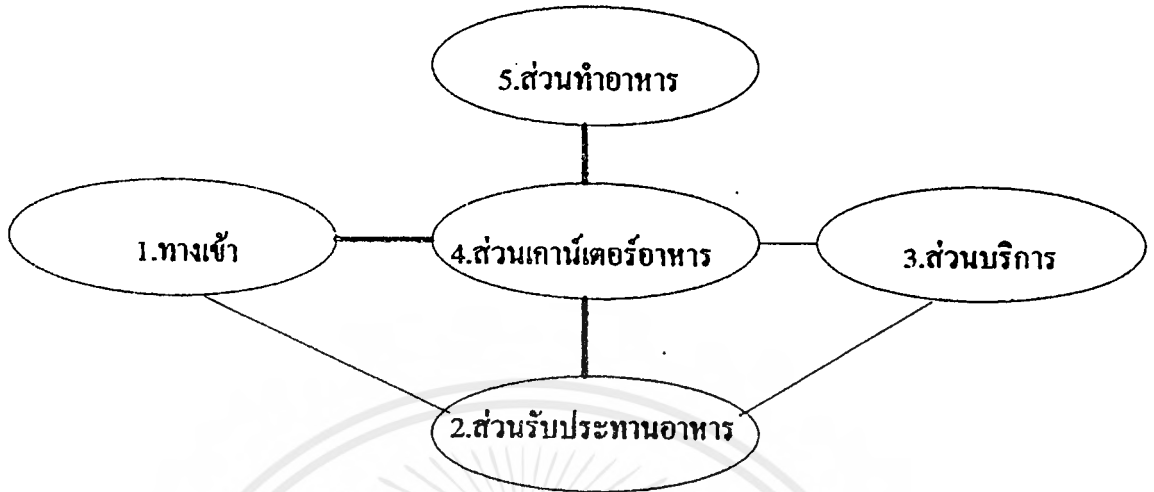 5.ส่วนทำอาหาร
1.ทางเข้า
4.ส่วนเคาน์เตอร์อาหาร
3.ส่วนบริการ
2.ส่วนรับประทานอาหาร